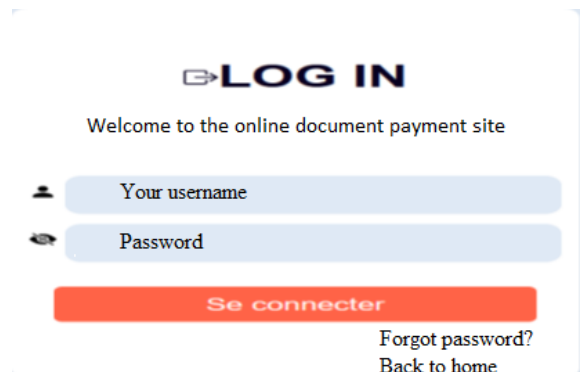 LOG IN
Welcome to the online document payment site
Your username
Password
Se connecter
Forgot password?
Back to home